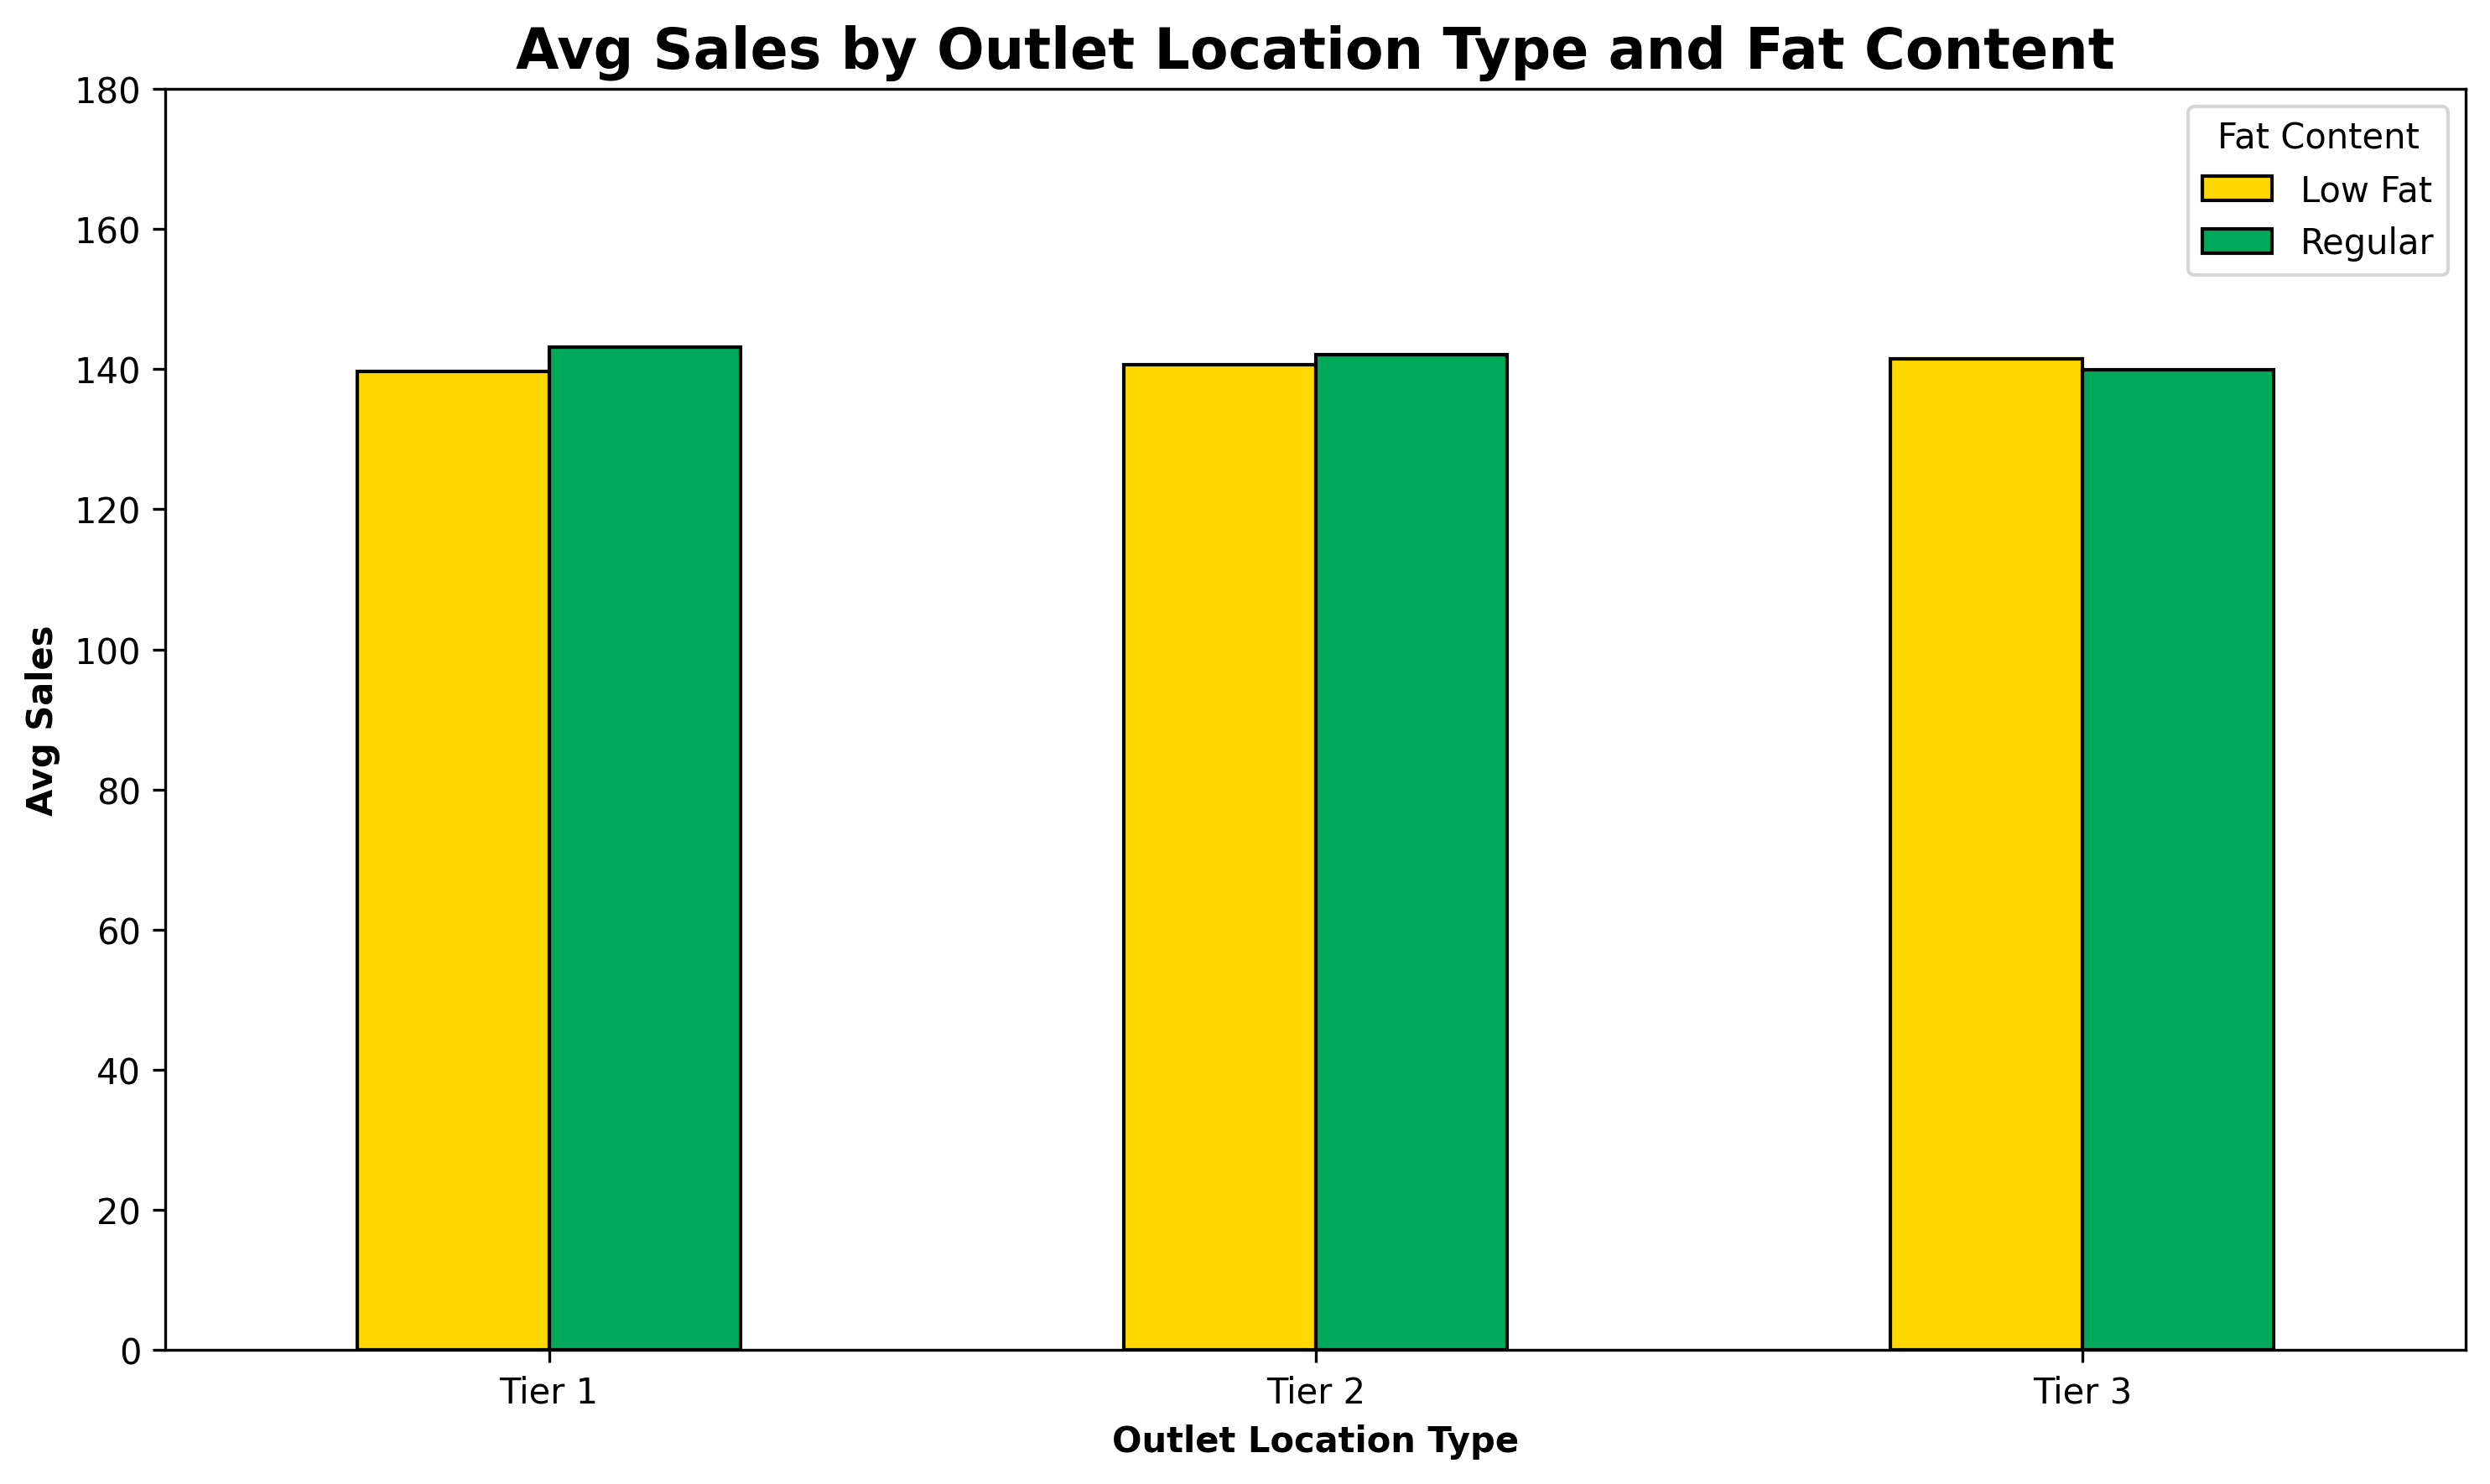 Avg Sales by Outlet Location Type and Fat Content
180
160
140
120
100
80
60
40
20
0
Avg Sales
Fat Content
Low Fat
Regular
Tier 1
Tier 2
Tier 3
Outlet Location Type